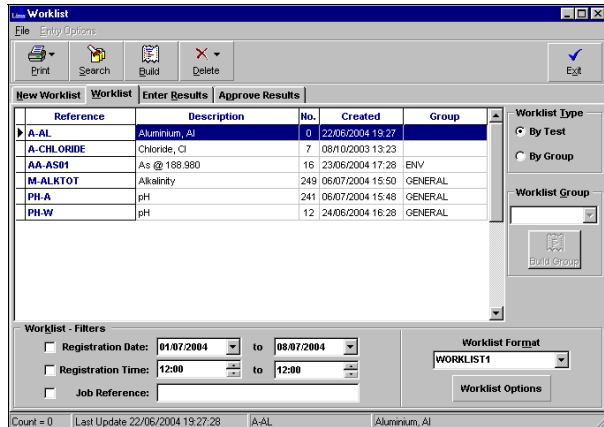 Lims Worklist
File Entry Options
Print Search Build Delete Exit
New Worklist Worklist Enter Results Approve Results
Reference Description No. Created Group
A-AL Aluminium, Al 0 22/06/2004 19:27
A-CHLORIDE Chloride, Cl 7 08/10/2003 13:23
AA-AS01 As @ 188.980 16 23/06/2004 17:28 ENV
M-ALKTOT Alkalinity 249 06/07/2004 15:50 GENERAL
PH-A pH 241 06/07/2004 15:48 GENERAL
PH-W pH 12 24/06/2004 16:28 GENERAL
Worklist Type
By Test
By Group
Worklist Group
Build Group
Worklist - Filters
Registration Date: 01/07/2004 to 08/07/2004
Registration Time: 12:00 to 12:00
Job Reference:
Worklist Format
WORKLIST1
Worklist Options
Count = 0 Last Update 22/06/2004 19:27:28 A-AL Aluminium, Al